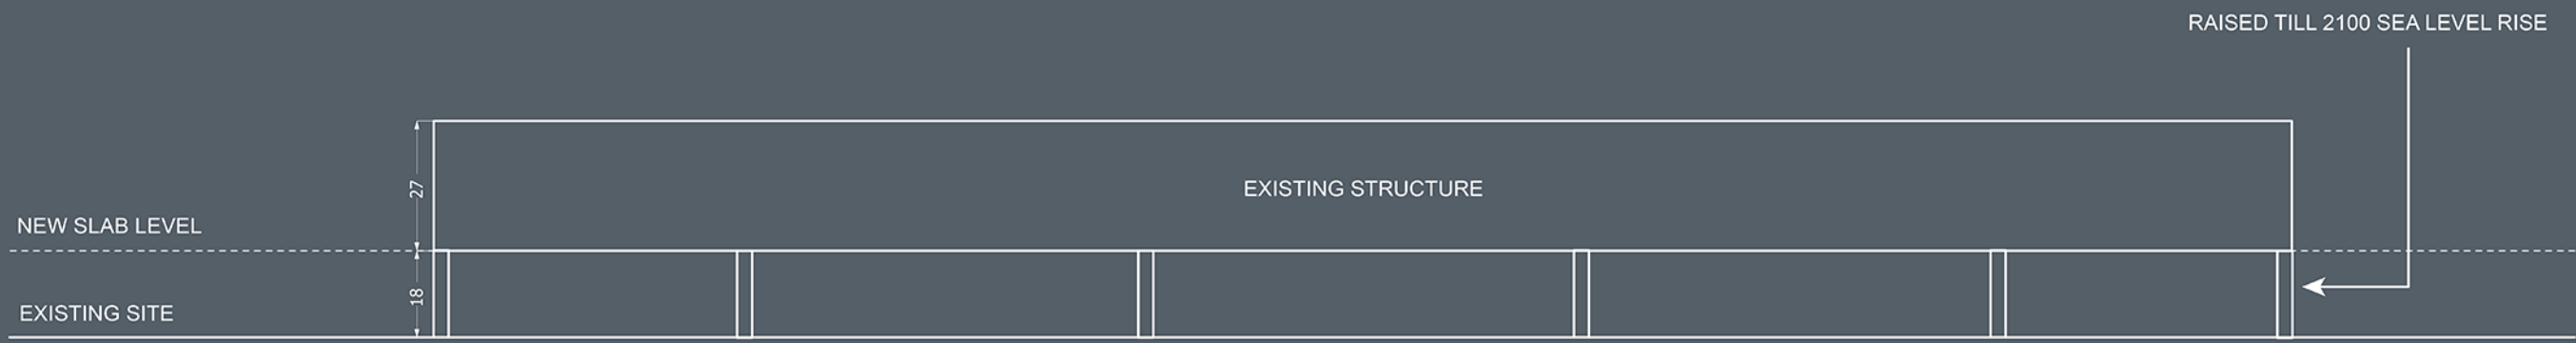 RAISED TILL 2100 SEA LEVEL RISE
27
EXISTING STRUCTURE
NEW SLAB LEVEL
18
EXISTING SITE